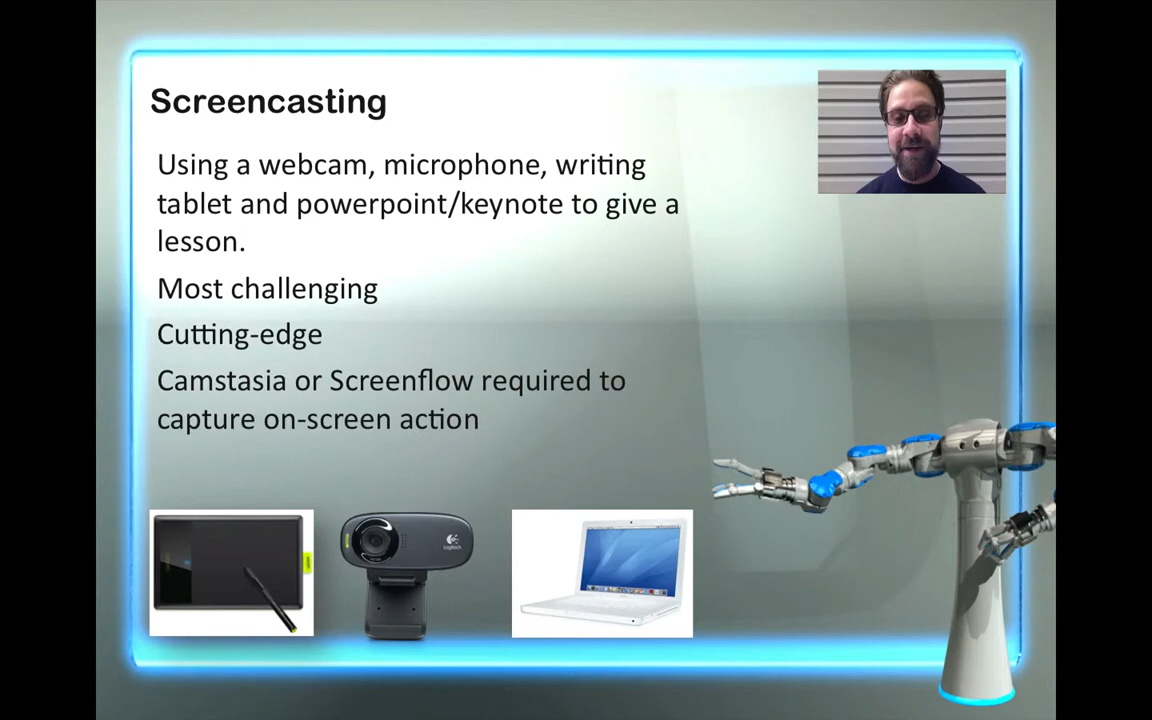 Screencasting
Using a webcam, microphone, writing
tablet and powerpoint/keynote to give a
lesson.
Most challenging
Cutting-edge
Camstasia or Screenflow required to
capture on-screen action
Logitech